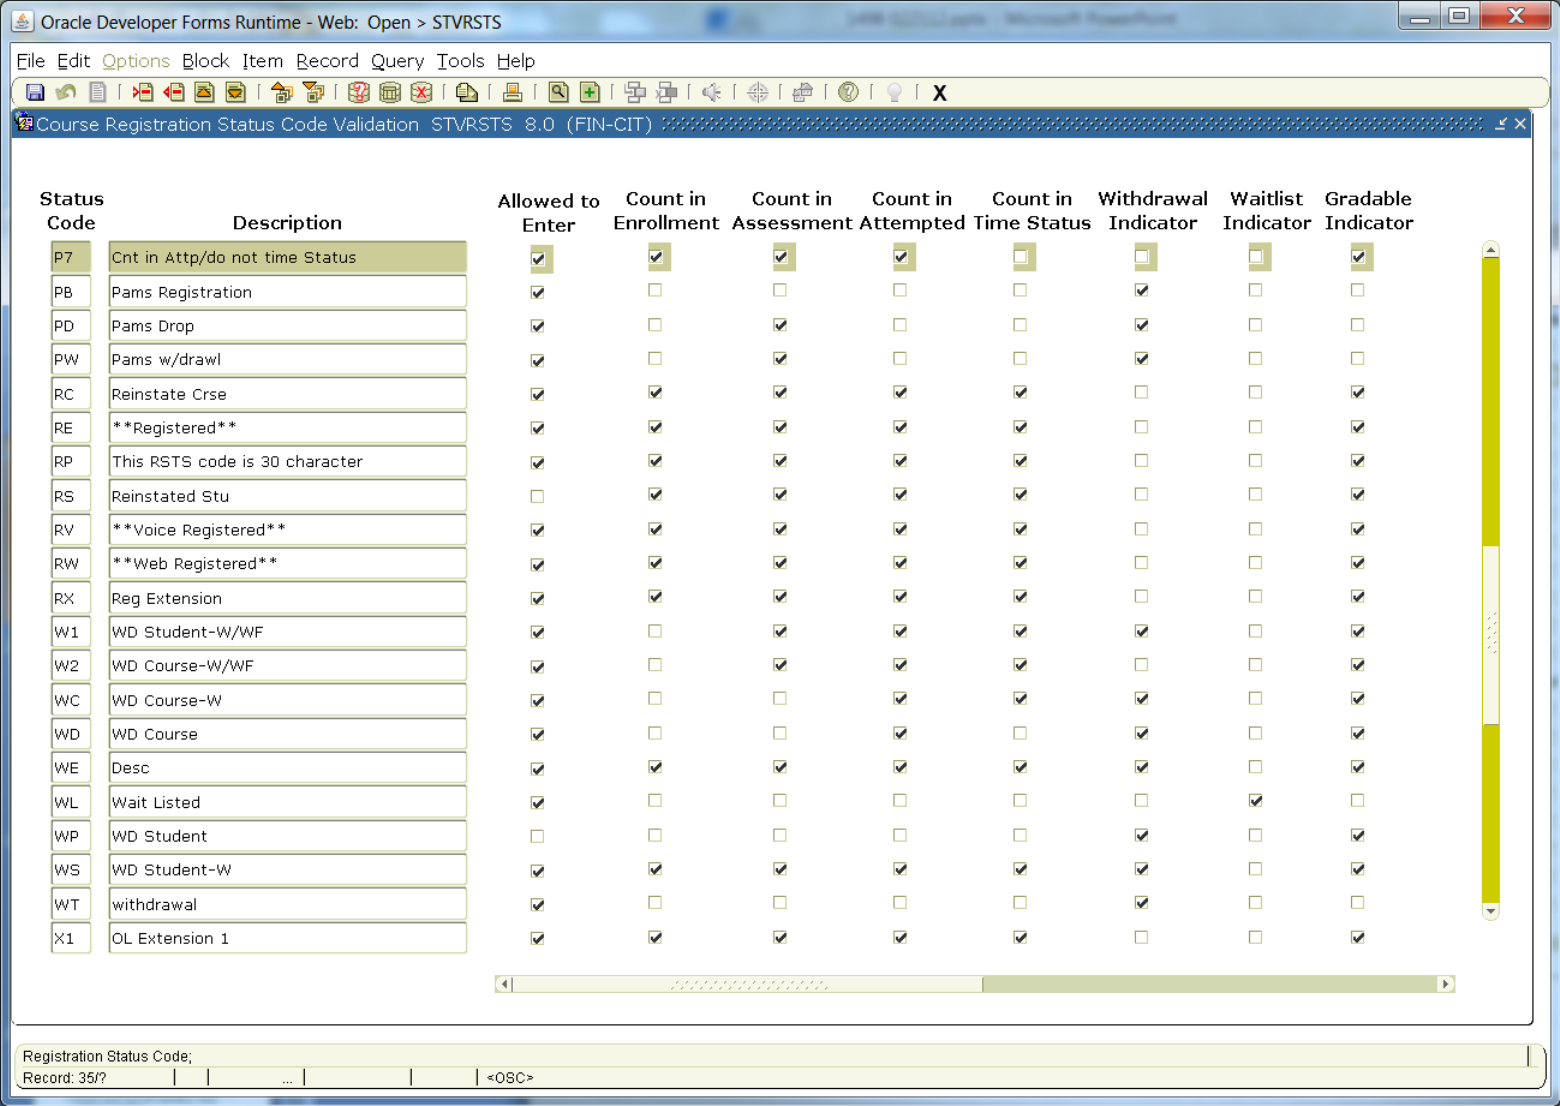 Oracle Developer Forms Runtime - Web:  Open > STVRSTS
File Edit Options Block Item Record Query Tools Help
X
Course Registration Status Code Validation  STVRSTS  8.0  (FIN-CIT)
Status Code Description Allowed to Enter Count in Enrollment Count in Assessment Count in Attempted Count in Time Status Withdrawal Indicator Waitlist Indicator Gradable Indicator
P7 Cnt in Attp/do not time Status
PB Pams Registration
PD Pams Drop
PW Pams w/drawl
RC Reinstate Crse
RE **Registered**
RP This RSTS code is 30 character
RS Reinstated Stu
RV **Voice Registered**
RW **Web Registered**
RX Reg Extension
W1 WD Student-W/WF
W2 WD Course-W/WF
WC WD Course-W
WD WD Course
WE Desc
WL Wait Listed
WP WD Student
WS WD Student-W
WT withdrawal
X1 OL Extension 1
Registration Status Code;
Record: 35/? ... <OSC>